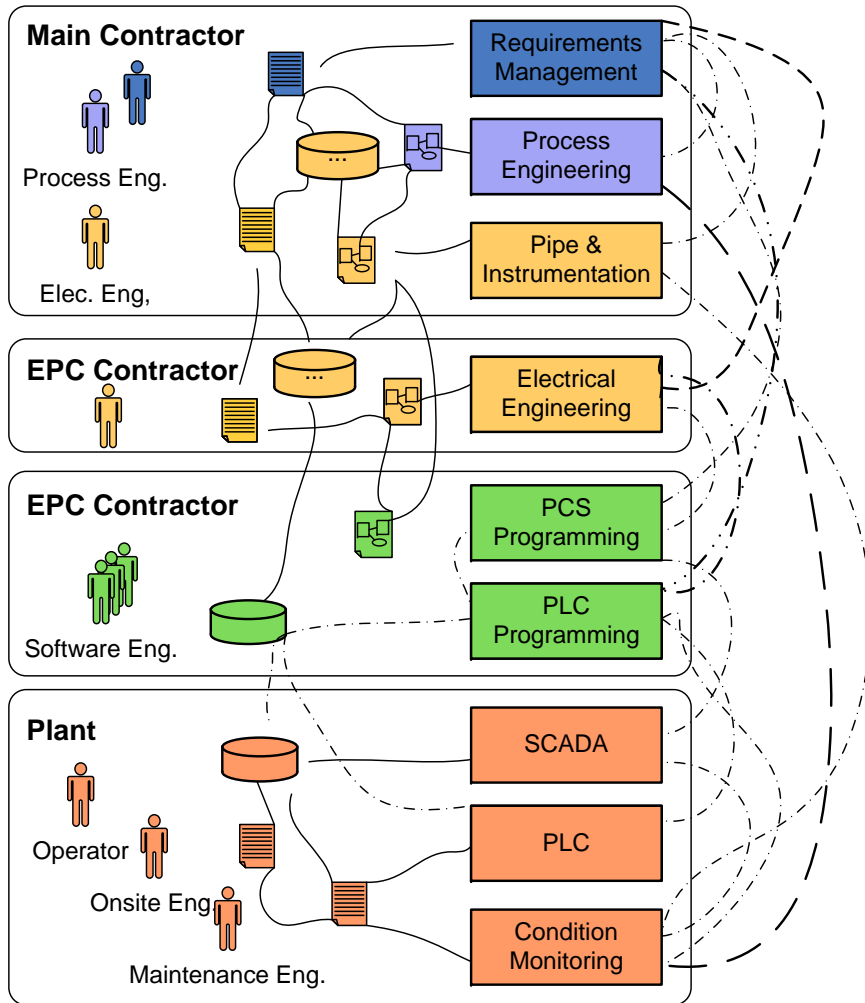 Main Contractor
Requirements
Management
...
Process
Engineering
Process Eng.
Pipe &
Instrumentation
Elec. Eng,
EPC Contractor
...
Electrical
Engineering
EPC Contractor
PCS
Programming
PLC
Programming
Software Eng.
Plant
SCADA
Operator
PLC
Onsite Eng.
Condition
Monitoring
Maintenance Eng.